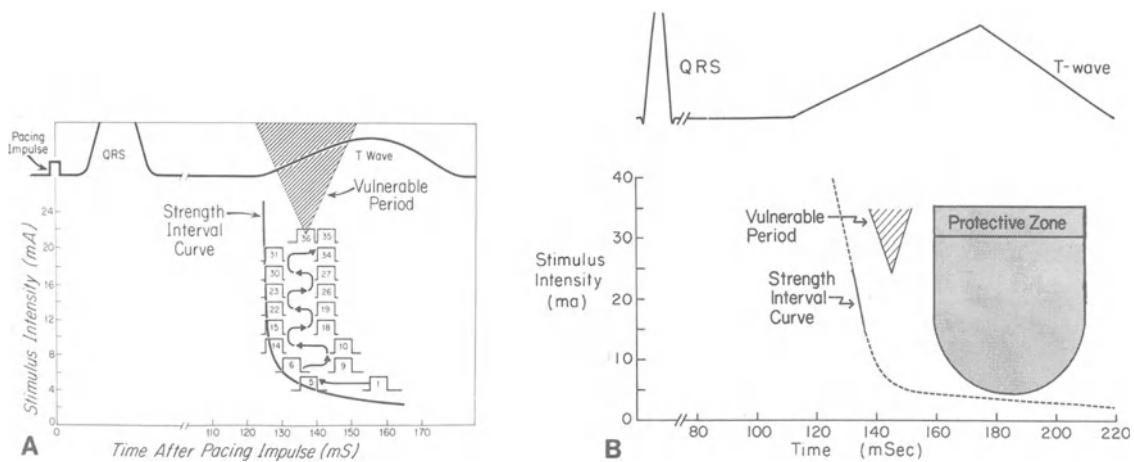 Pacing
Impulse
QRS
T Wave
Vulnerable
Period
Strength
Interval
Curve
Stimulus Intensity (mA)
24
20
16
12
8
4
0
36 35
31 34
30 27
23 26
22 19
15 18
14 10
6 9
5 1
0 110 120 130 140 150 160 170
A
Time After Pacing Impulse (mS)
QRS
T-wave
Stimulus
Intensity
(ma)
40
30
20
10
0
Vulnerable
Period
Strength
Interval
Curve
Protective Zone
80 100 120 140 160 180 200 220
B
Time (mSec)